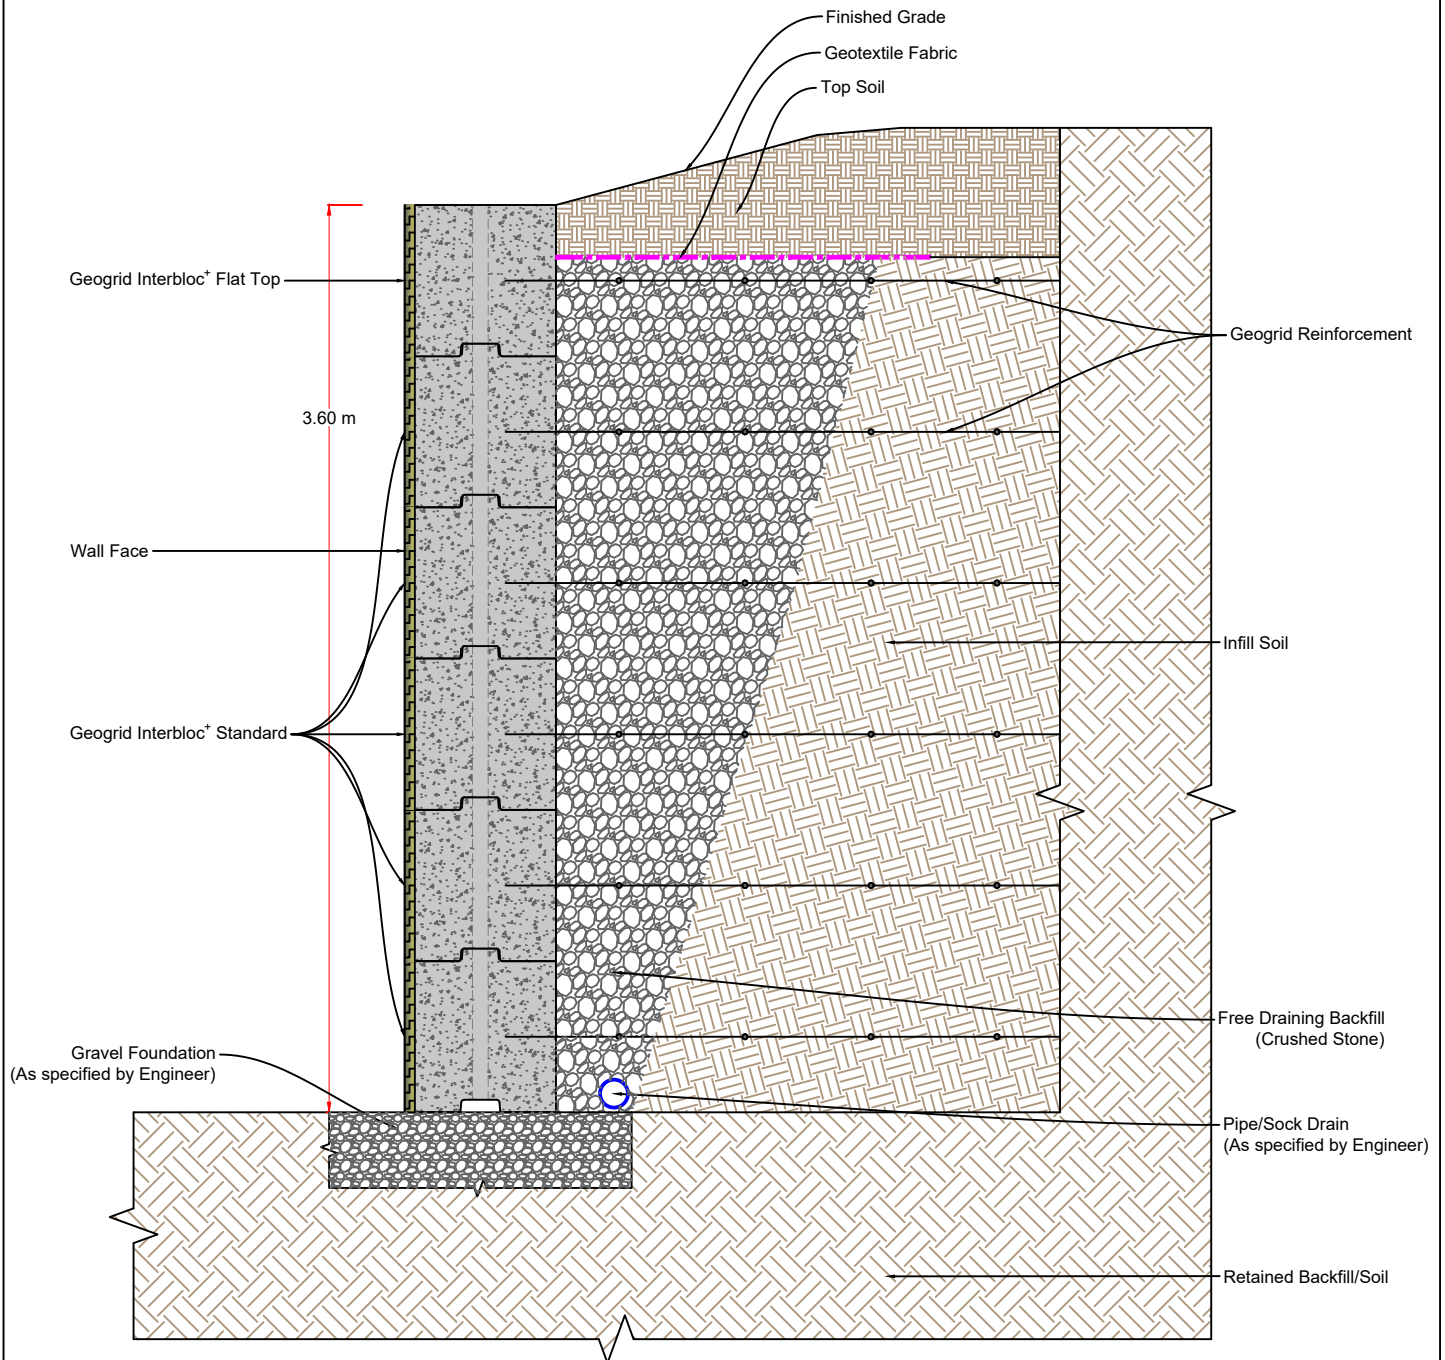 Finished Grade
Geotextile Fabric
Top Soil
Geogrid Interbloc⁺ Flat Top
Geogrid Reinforcement
3.60 m
Wall Face
Infill Soil
Geogrid Interbloc⁺ Standard
Free Draining Backfill
(Crushed Stone)
Gravel Foundation
(As specified by Engineer)
Pipe/Sock Drain
(As specified by Engineer)
Retained Backfill/Soil